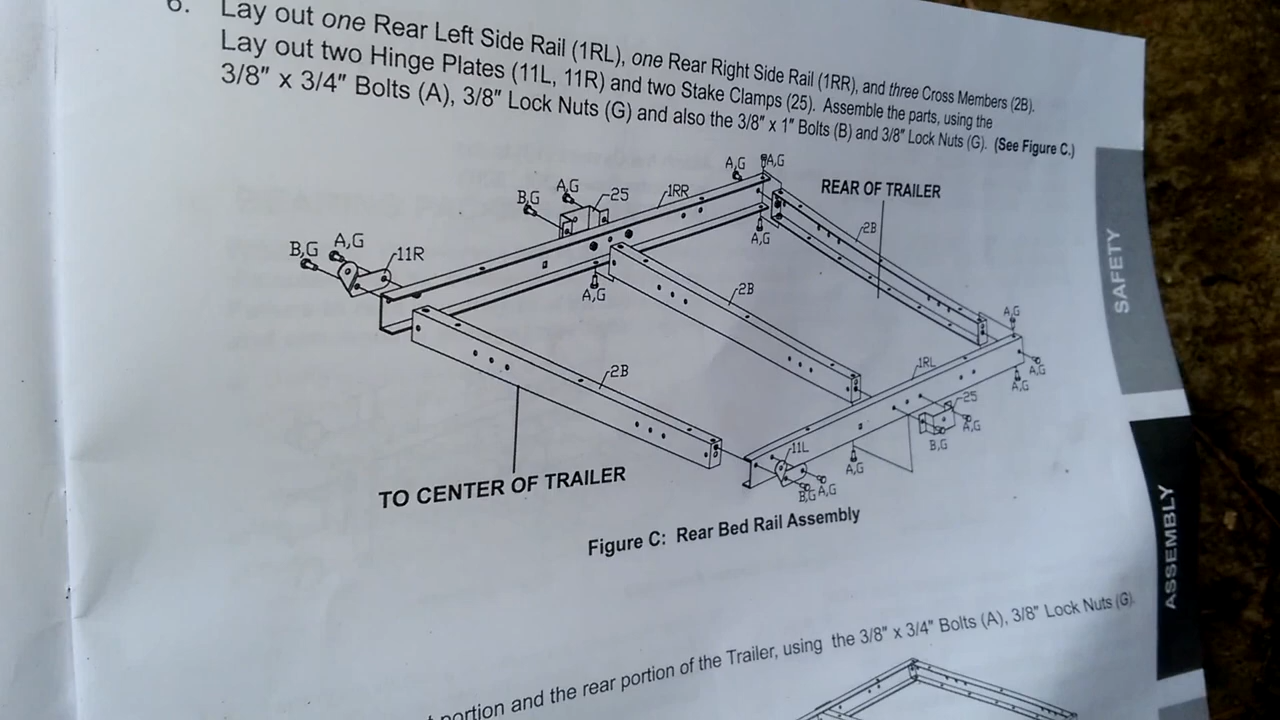 6. Lay out one Rear Left Side Rail (1RL), one Rear Right Side Rail (1RR), and three Cross Members (2B).
Lay out two Hinge Plates (11L, 11R) and two Stake Clamps (25). Assemble the parts, using the
3/8" x 3/4" Bolts (A), 3/8" Lock Nuts (G) and also the 3/8" x 1" Bolts (B) and 3/8" Lock Nuts (G). (See Figure C.)
A,G
A,G
REAR OF TRAILER
B,G
A,G
25
1RR
2B
B,G
A,G
11R
A,G
A,G
2B
A,G
2B
1RL
A,G
A,G
25
A,G
B,G
11L
A,G
B,G
A,G
TO CENTER OF TRAILER
Figure C: Rear Bed Rail Assembly
SAFETY
ASSEMBLY
portion and the rear portion of the Trailer, using the 3/8" x 3/4" Bolts (A), 3/8" Lock Nuts (G).